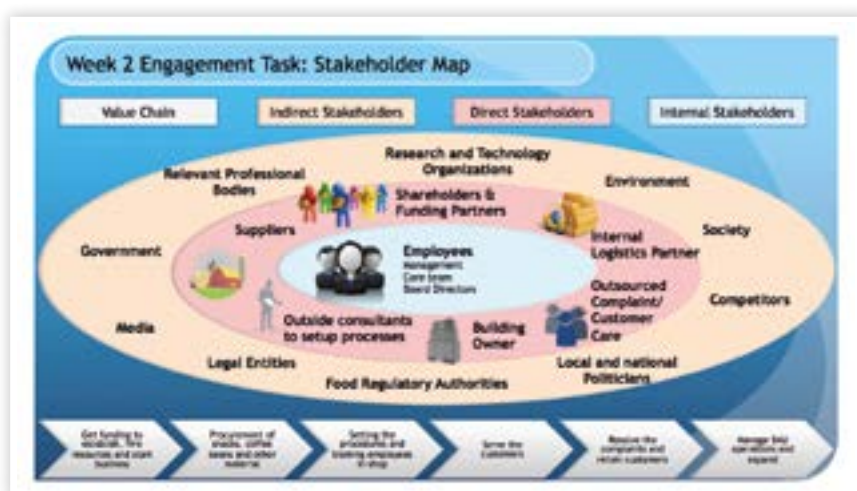 Week 2 Engagement Task: Stakeholder Map
Value Chain
Indirect Stakeholders
Direct Stakeholders
Internal Stakeholders
Research and Technology
Organizations
Relevant Professional
Bodies
Environment
Shareholders &
Funding Partners
Suppliers
Society
Government
Employees
Management
Core team
Board Directors
Internal
Logistics Partner
Competitors
Media
Outside consultants
to setup processes
Building
Owner
Outsourced
Complaint/
Customer
Care
Legal Entities
Local and national
Politicians
Food Regulatory Authorities
Get funding to
establish, hire
resources and start
business
Procurement of
snacks, coffee
beans and other
material
Setting the
procedures and
training employees
in shop
Serve the
customers
Resolve the
complaints and
retain customers
Manage
operations and
expand